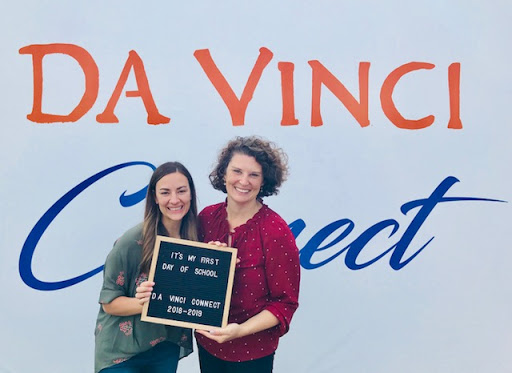 DA VINCI
Connect
IT'S MY FIRST
DAY OF SCHOOL
DA VINCI CONNECT
2018-2019